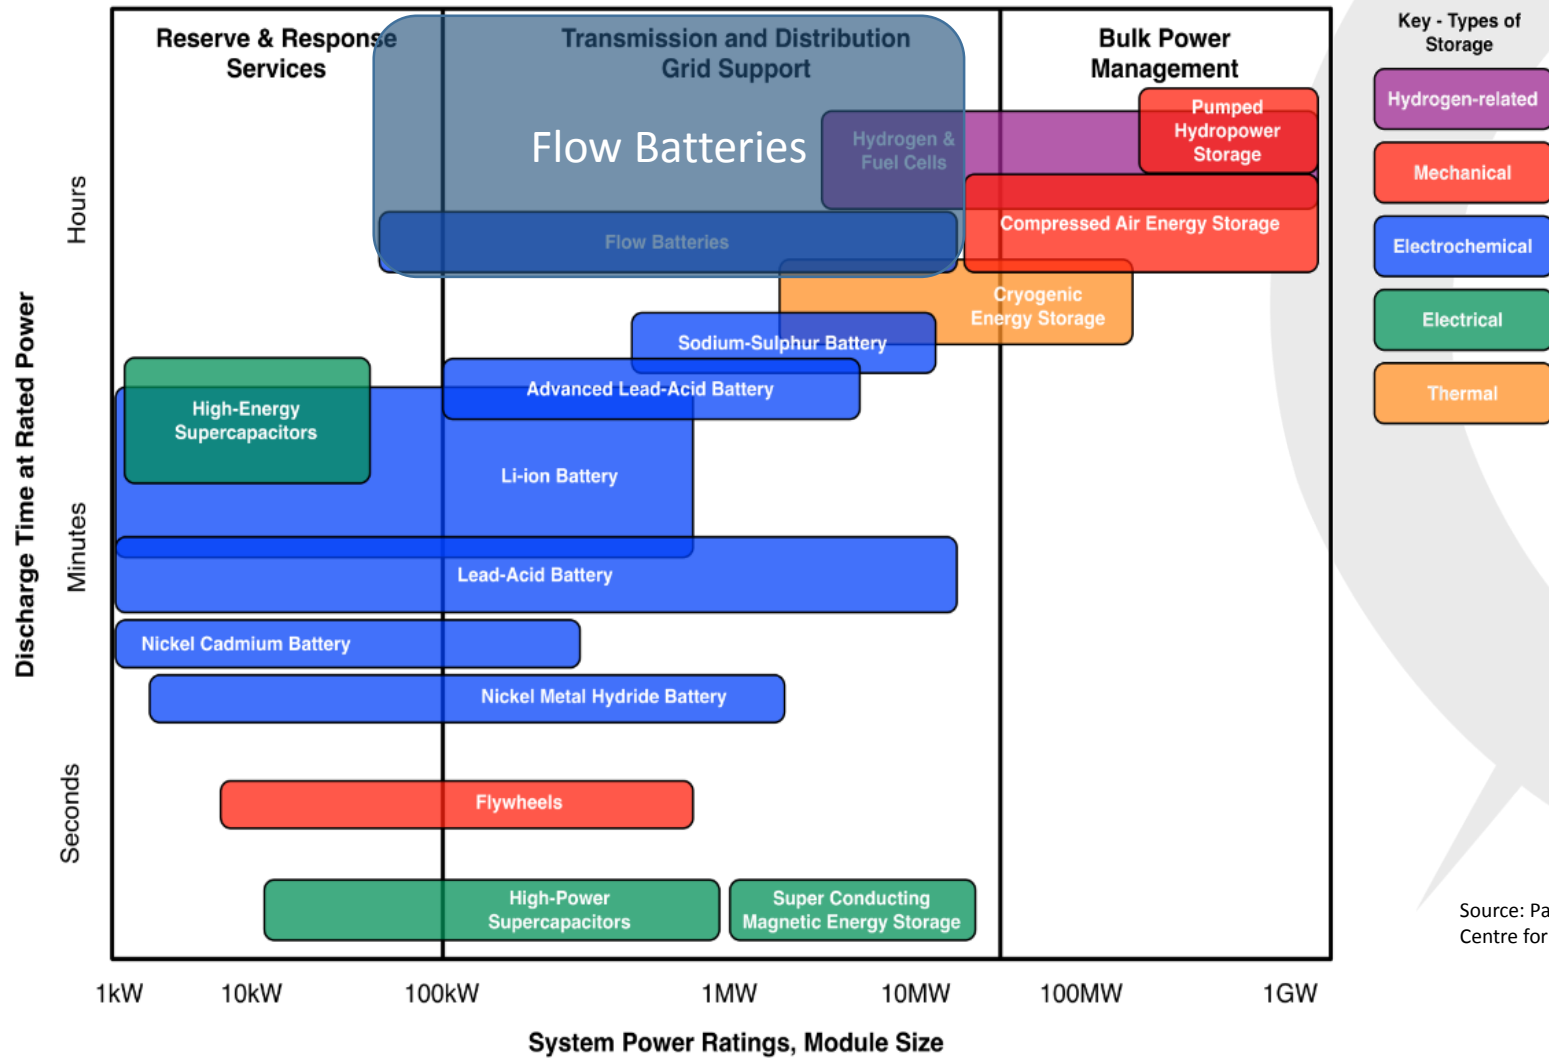 Reserve & Response
Services
Transmission and Distribution
Grid Support
Bulk Power
Management
Key - Types of
Storage
Hydrogen-related
Mechanical
Electrochemical
Electrical
Thermal
Flow Batteries
Hydrogen &
Fuel Cells
Pumped
Hydropower
Storage
Compressed Air Energy Storage
Flow Batteries
Cryogenic
Energy Storage
Sodium-Sulphur Battery
Advanced Lead-Acid Battery
High-Energy
Supercapacitors
Li-ion Battery
Lead-Acid Battery
Nickel Cadmium Battery
Nickel Metal Hydride Battery
Flywheels
High-Power
Supercapacitors
Super Conducting
Magnetic Energy Storage
Discharge Time at Rated Power
Hours
Minutes
Seconds
1kW 10kW 100kW 1MW 10MW 100MW 1GW
System Power Ratings, Module Size
Source: Pa
Centre for